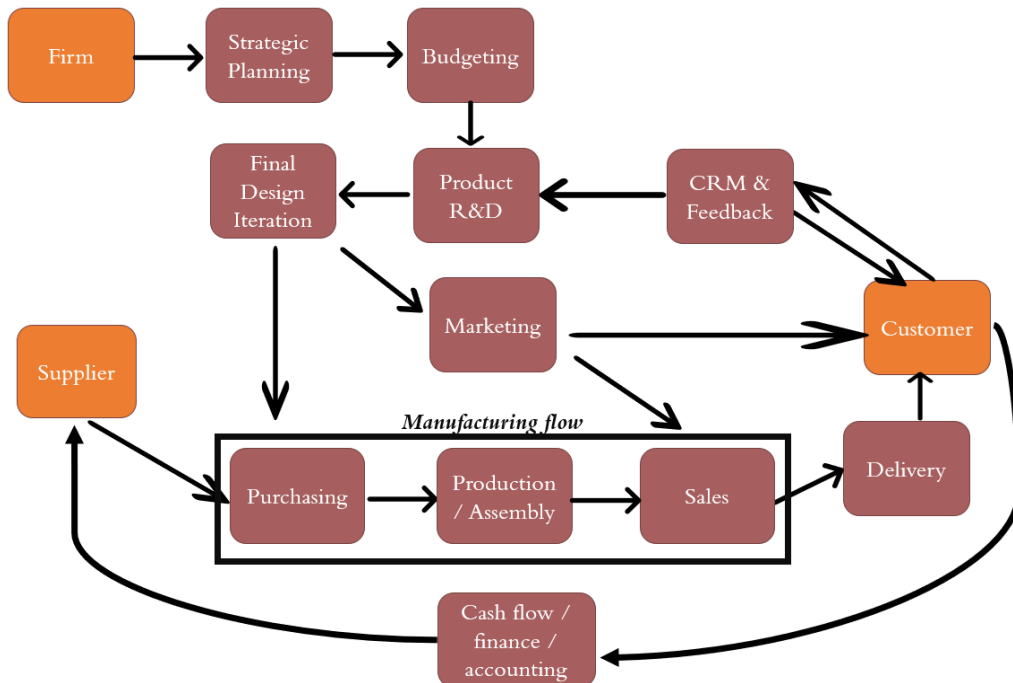 Firm
Strategic
Planning
Budgeting
Final
Design
Iteration
Product
R&D
CRM &
Feedback
Marketing
Customer
Supplier
Manufacturing flow
Purchasing
Production
/ Assembly
Sales
Delivery
Cash flow /
finance /
accounting